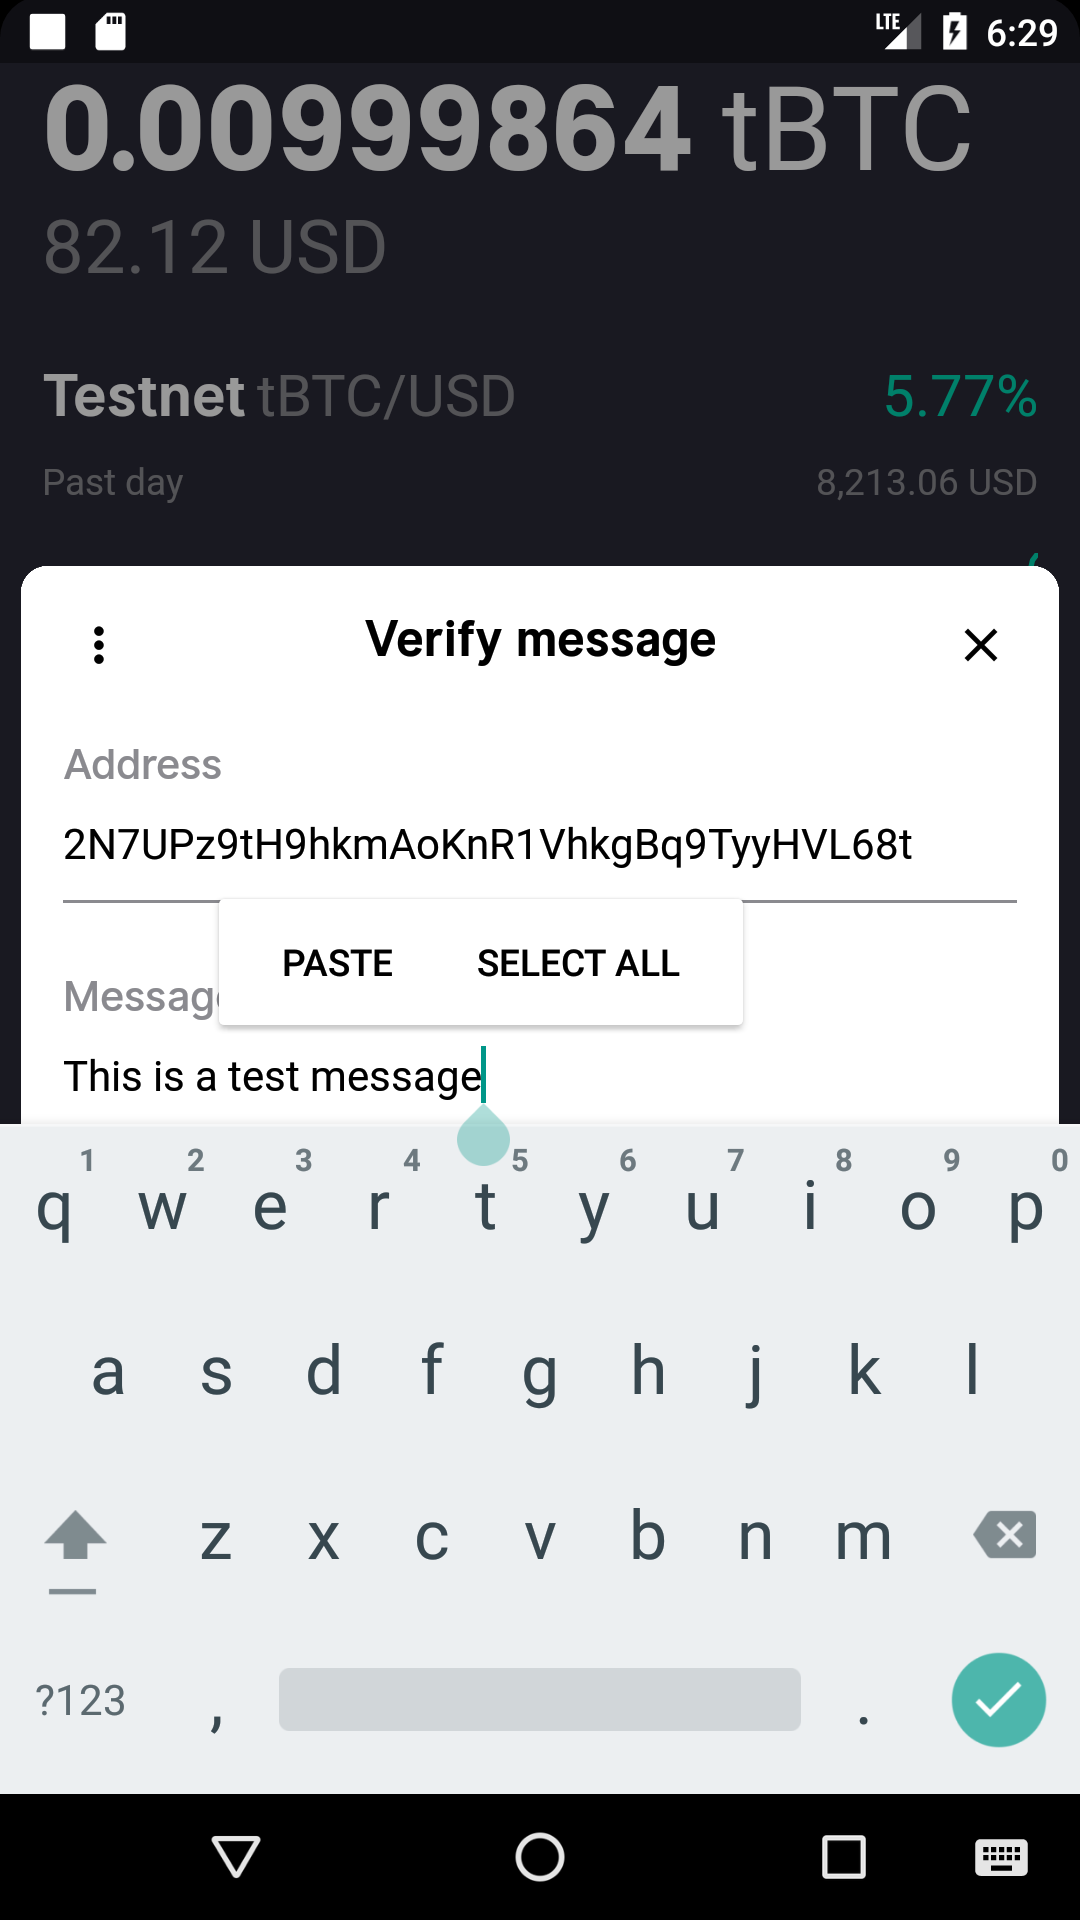 LTE 6:29
0.00999864 tBTC
82.12 USD
Testnet tBTC/USD 5.77%
Past day 8,213.06 USD
Verify message
Address
2N7UPz9tH9hkmAoKnR1VhkgBq9TyyHVL68t
PASTE SELECT ALL
Message
This is a test message
1 2 3 4 5 6 7 8 9 0
q w e r t y u i o p
a s d f g h j k l
z x c v b n m
?123 , .